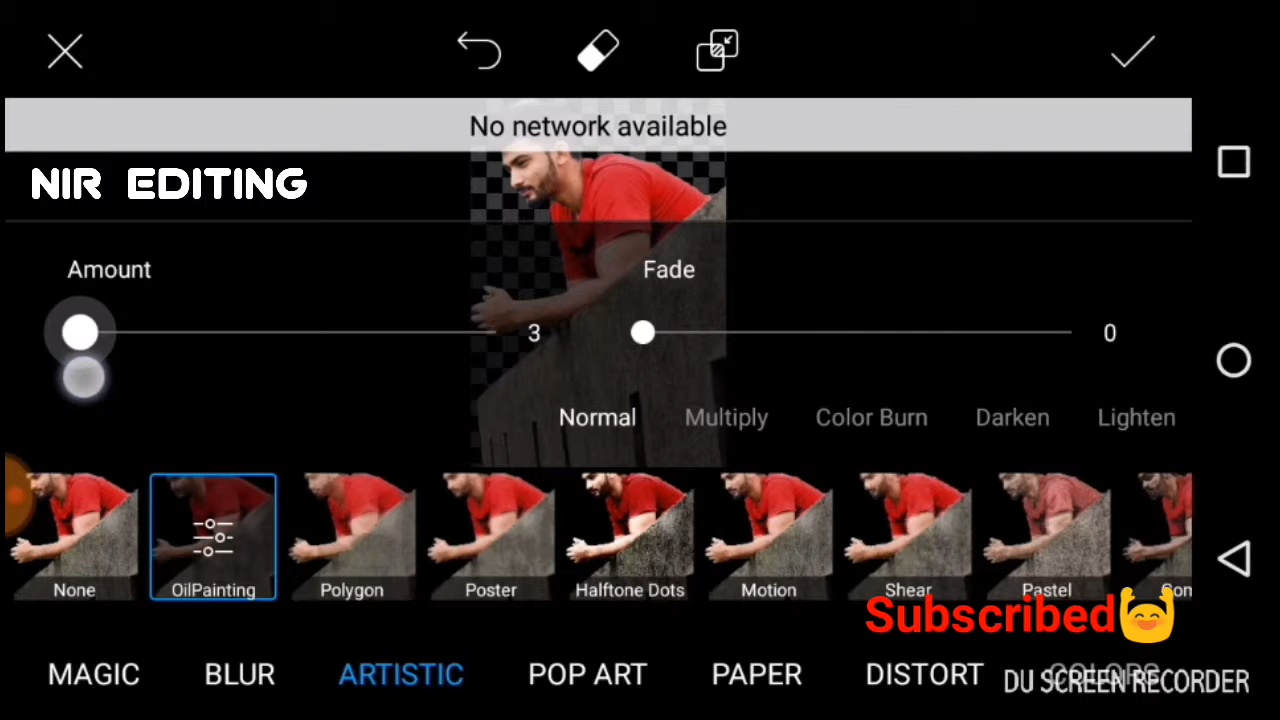 No network available
NIR EDITING
Amount
Fade
3
0
Normal Multiply Color Burn Darken Lighten
None OilPainting Polygon Poster Halftone Dots Motion Shear Pastel
Subscribed
MAGIC BLUR ARTISTIC POP ART PAPER DISTORT COLORS
DU SCREEN RECORDER